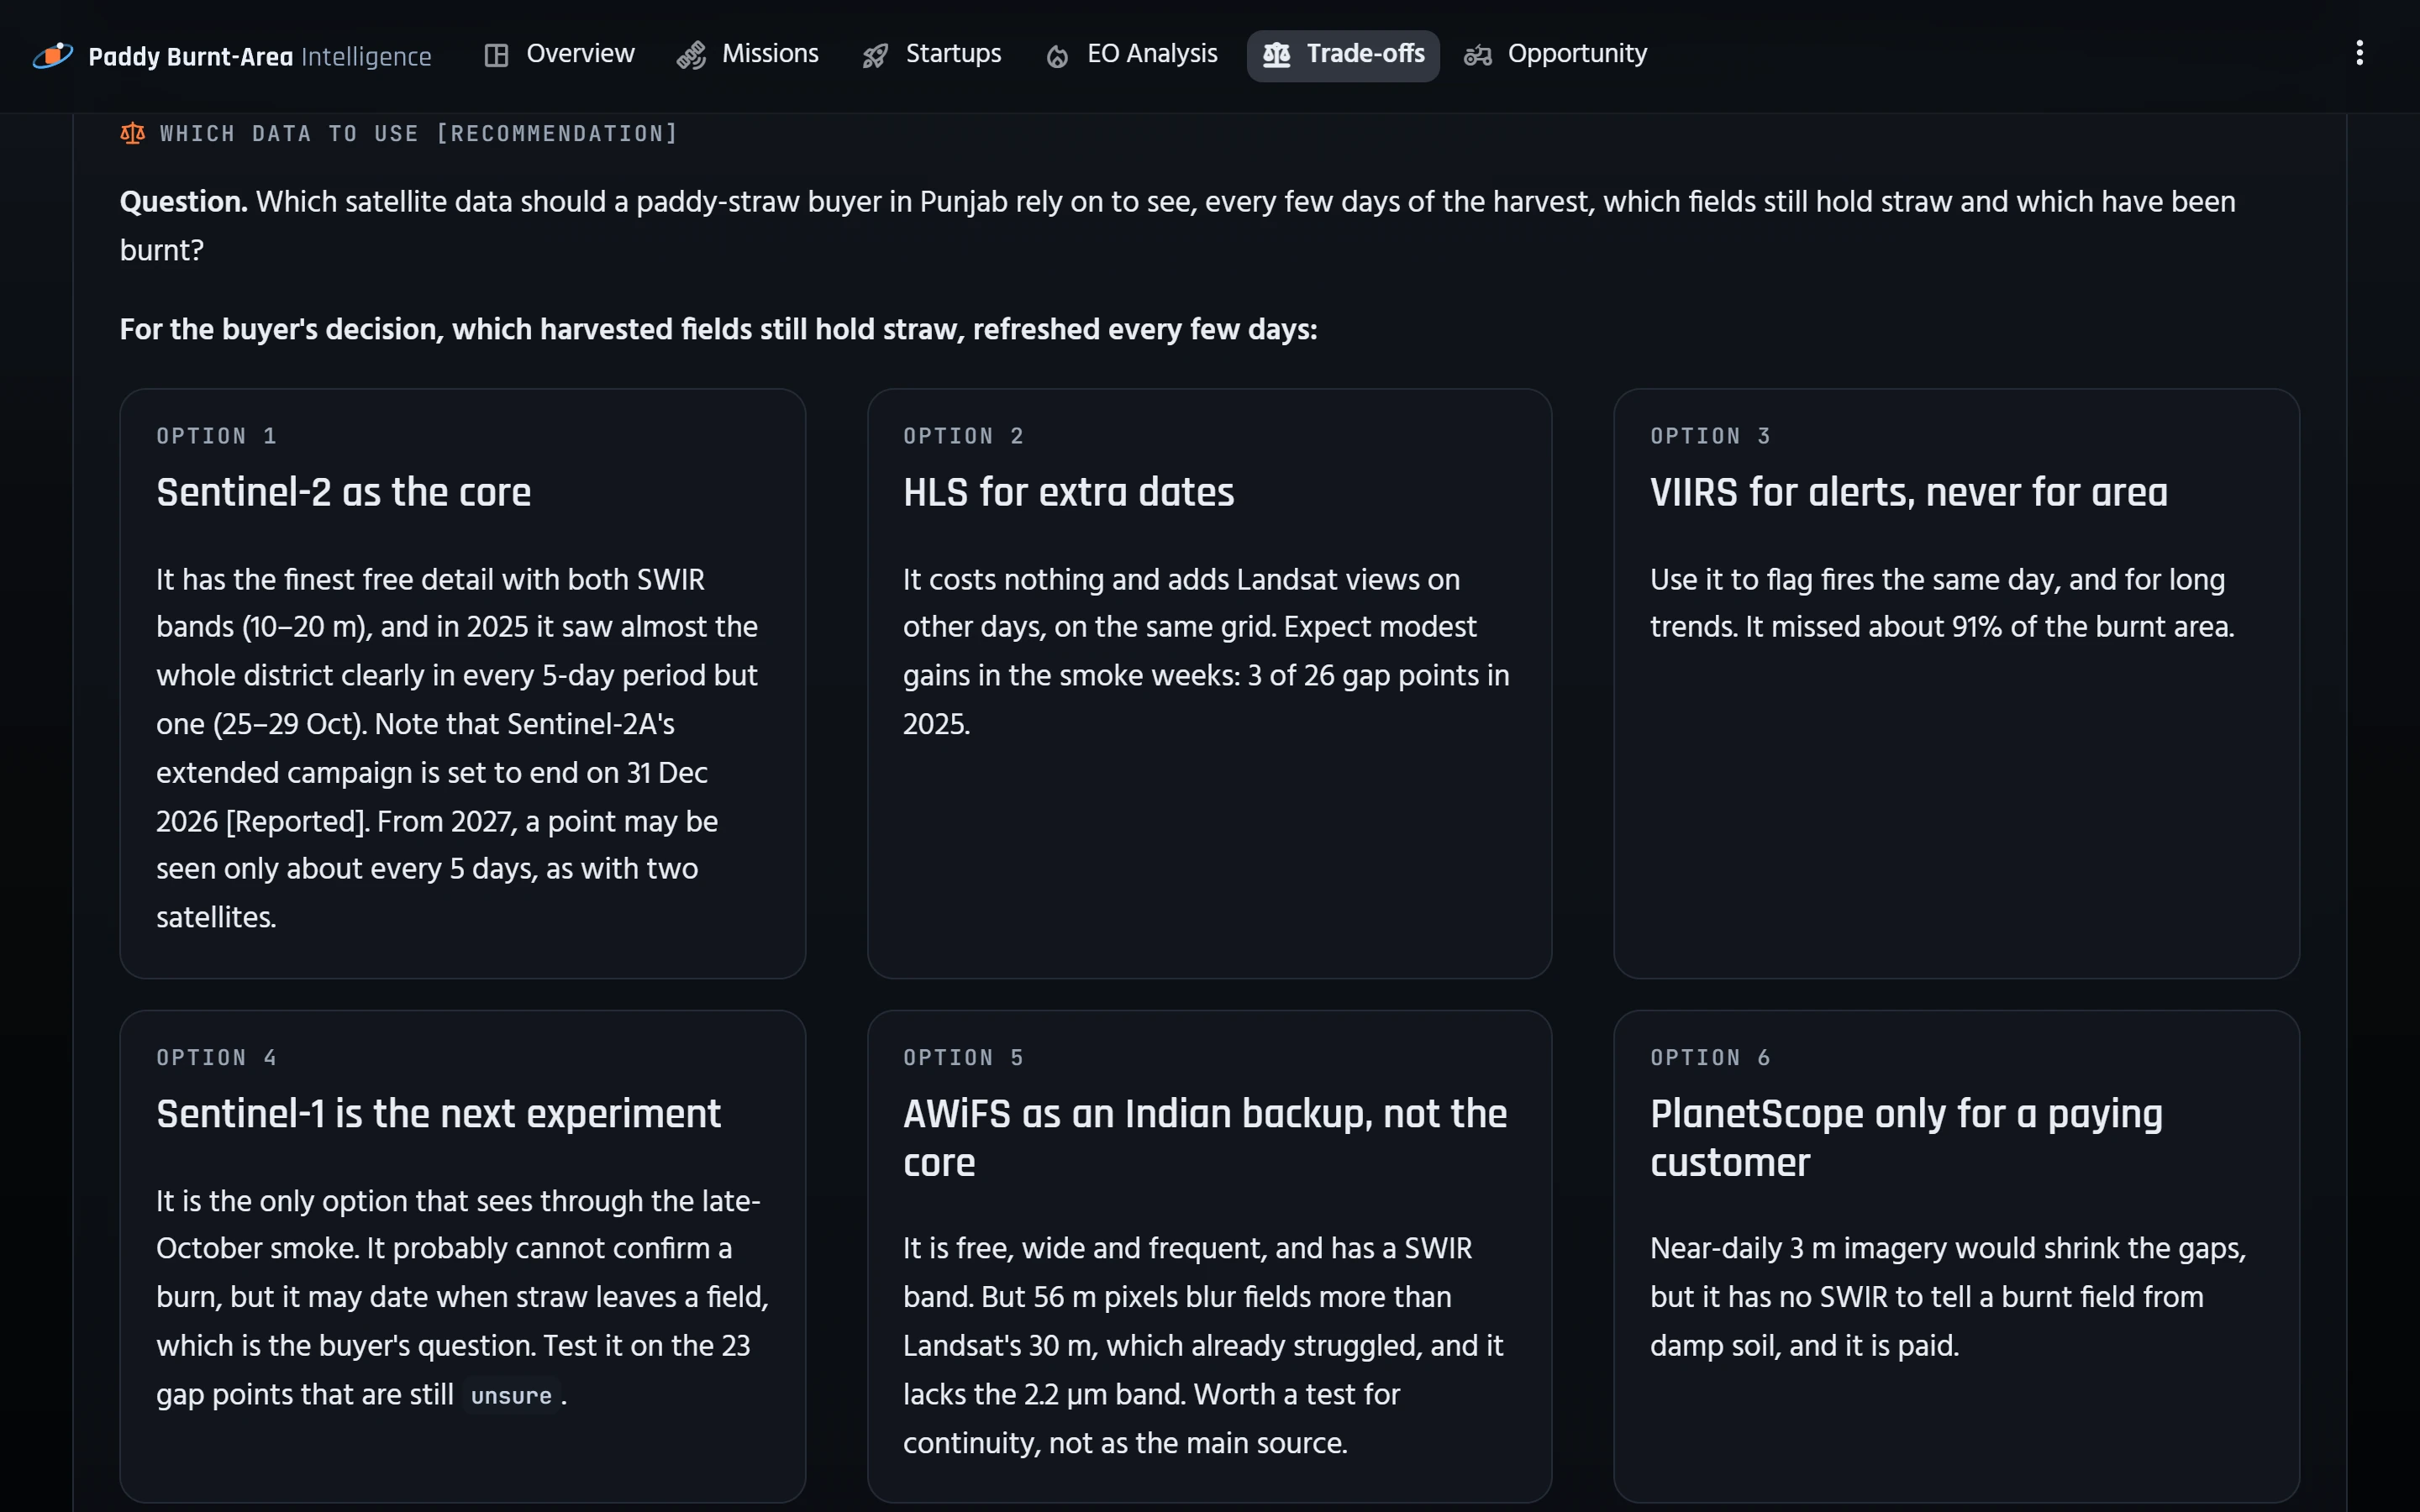 Paddy Burnt-Area Intelligence
Overview
Missions
Startups
EO Analysis
Trade-offs
Opportunity
WHICH DATA TO USE [RECOMMENDATION]
Question. Which satellite data should a paddy-straw buyer in Punjab rely on to see, every few days of the harvest, which fields still hold straw and which have been
burnt?
For the buyer's decision, which harvested fields still hold straw, refreshed every few days:
OPTION 1
Sentinel-2 as the core
It has the finest free detail with both SWIR
bands (10–20 m), and in 2025 it saw almost the
whole district clearly in every 5-day period but
one (25–29 Oct). Note that Sentinel-2A's
extended campaign is set to end on 31 Dec
2026 [Reported]. From 2027, a point may be
seen only about every 5 days, as with two
satellites.
OPTION 2
HLS for extra dates
It costs nothing and adds Landsat views on
other days, on the same grid. Expect modest
gains in the smoke weeks: 3 of 26 gap points in
2025.
OPTION 3
VIIRS for alerts, never for area
Use it to flag fires the same day, and for long
trends. It missed about 91% of the burnt area.
OPTION 4
Sentinel-1 is the next experiment
It is the only option that sees through the late-
October smoke. It probably cannot confirm a
burn, but it may date when straw leaves a field,
which is the buyer's question. Test it on the 23
gap points that are still unsure.
OPTION 5
AWiFS as an Indian backup, not the
core
It is free, wide and frequent, and has a SWIR
band. But 56 m pixels blur fields more than
Landsat's 30 m, which already struggled, and it
lacks the 2.2 µm band. Worth a test for
continuity, not as the main source.
OPTION 6
PlanetScope only for a paying
customer
Near-daily 3 m imagery would shrink the gaps,
but it has no SWIR to tell a burnt field from
damp soil, and it is paid.